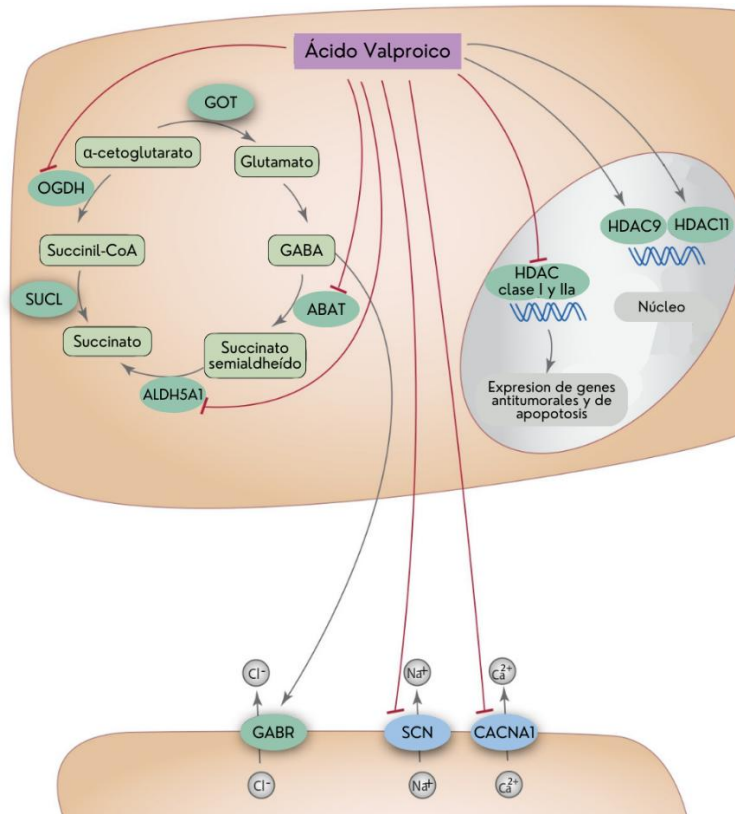 Ácido Valproico
GOT
α-cetoglutarato
Glutamato
OGDH
Succinil-CoA
GABA
SUCL
ABAT
Succinato
Succinato
semialdheído
ALDH5A1
HDAC9
HDAC11
HDAC
clase I y IIa
Núcleo
Expresion de genes
antitumorales y de
apopotosis
Cl-
Na+
Ca2+
GABR
SCN
CACNA1
Cl-
Na+
Ca2+